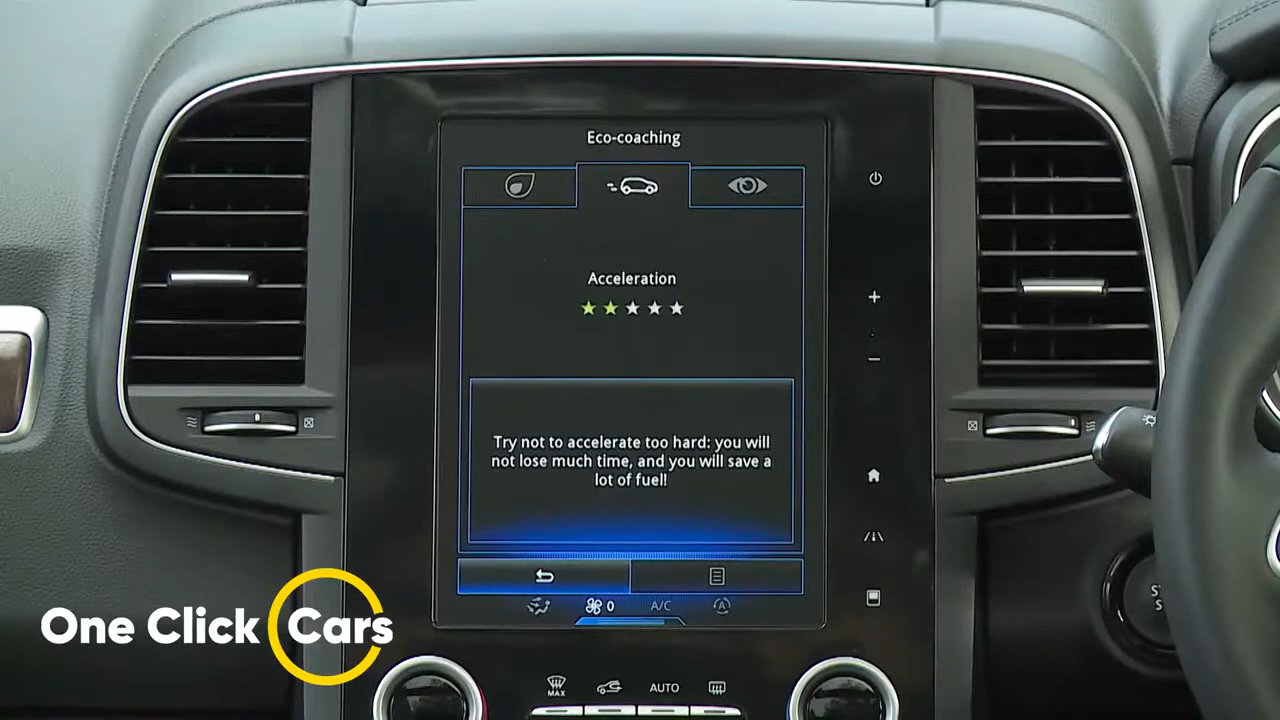 Eco-coaching
Acceleration
Try not to accelerate too hard: you will
not lose much time, and you will save a
lot of fuel!
0
A/C
A
MAX
AUTO
One Click Cars